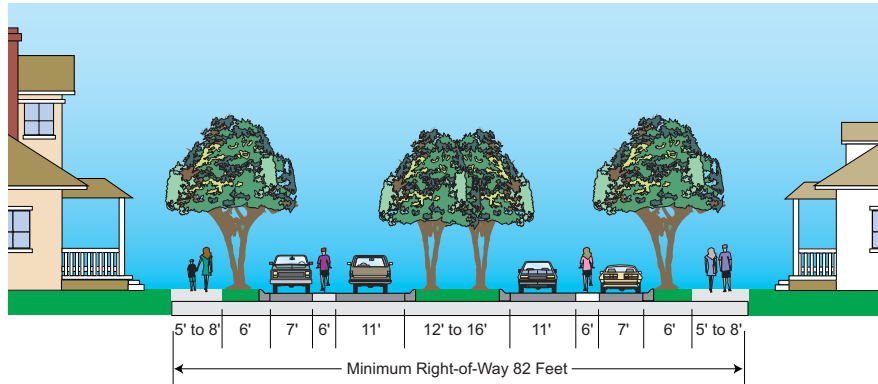 5' to 8' 6' 7' 6' 11' 12' to 16' 11' 6' 7' 6' 5' to 8'
Minimum Right-of-Way 82 Feet